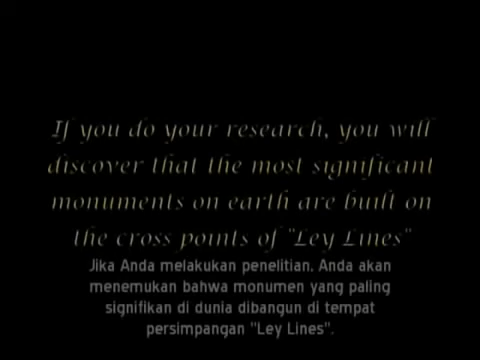 If you do your research, you will
discover that the most significant
monuments on earth are built on
the cross points of "Ley Lines"
Jika Anda melakukan penelitian. Anda akan
menemukan bahwa monumen yang paling
signifikan di dunia dibangun di tempat
persimpangan "Ley Lines".